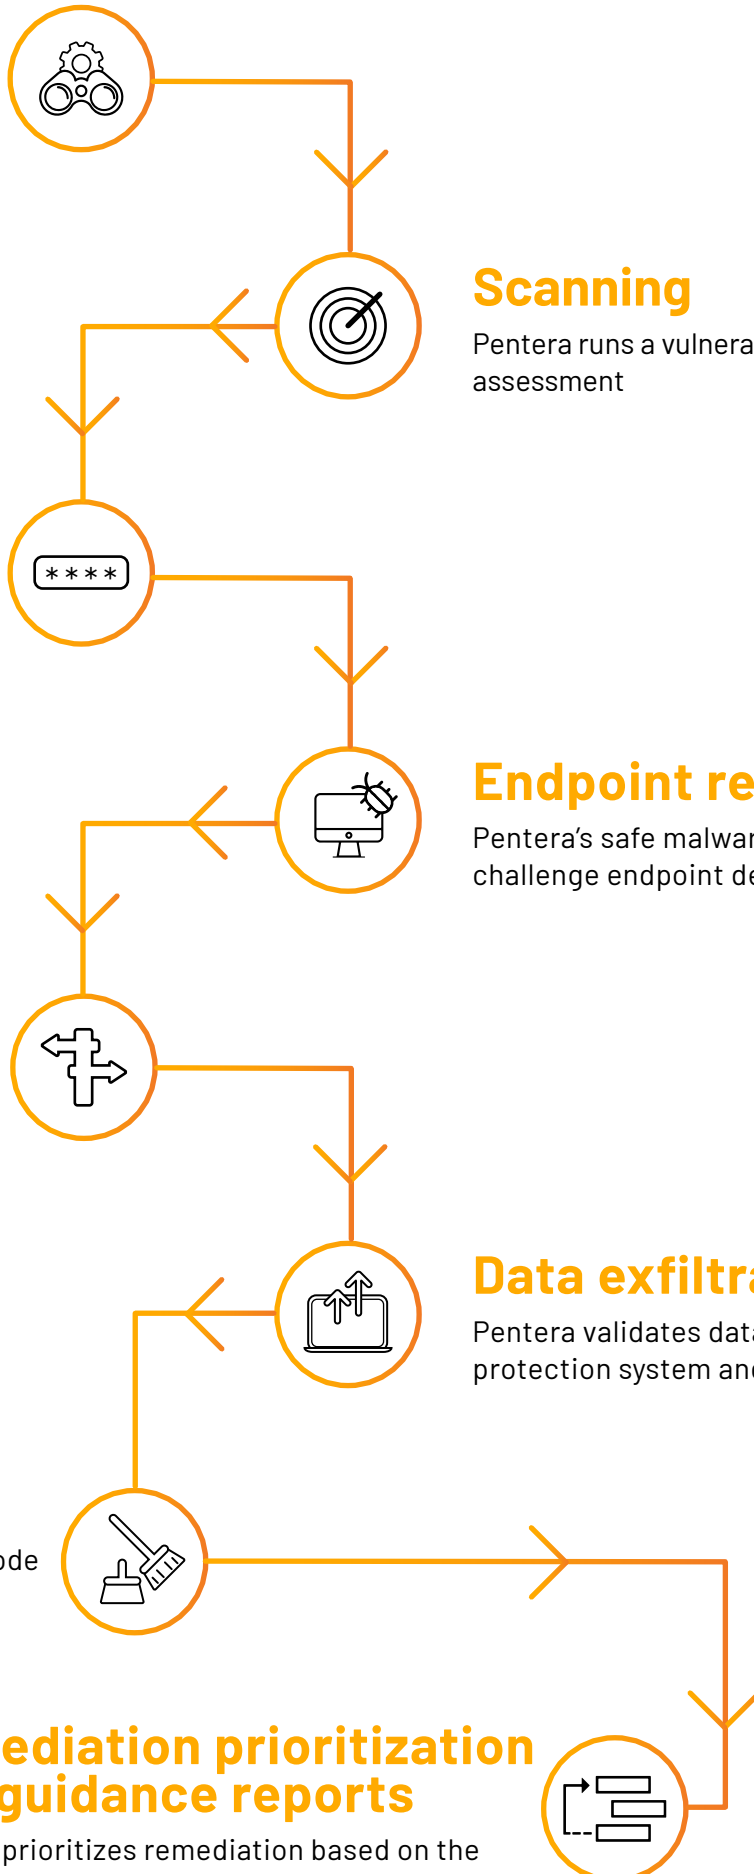 Scanning
Pentera runs a vulnera
assessment
****
Endpoint re
Pentera's safe malwar
challenge endpoint de
Data exfiltra
Pentera validates data
protection system and
ode
ediation prioritization
guidance reports
prioritizes remediation based on the